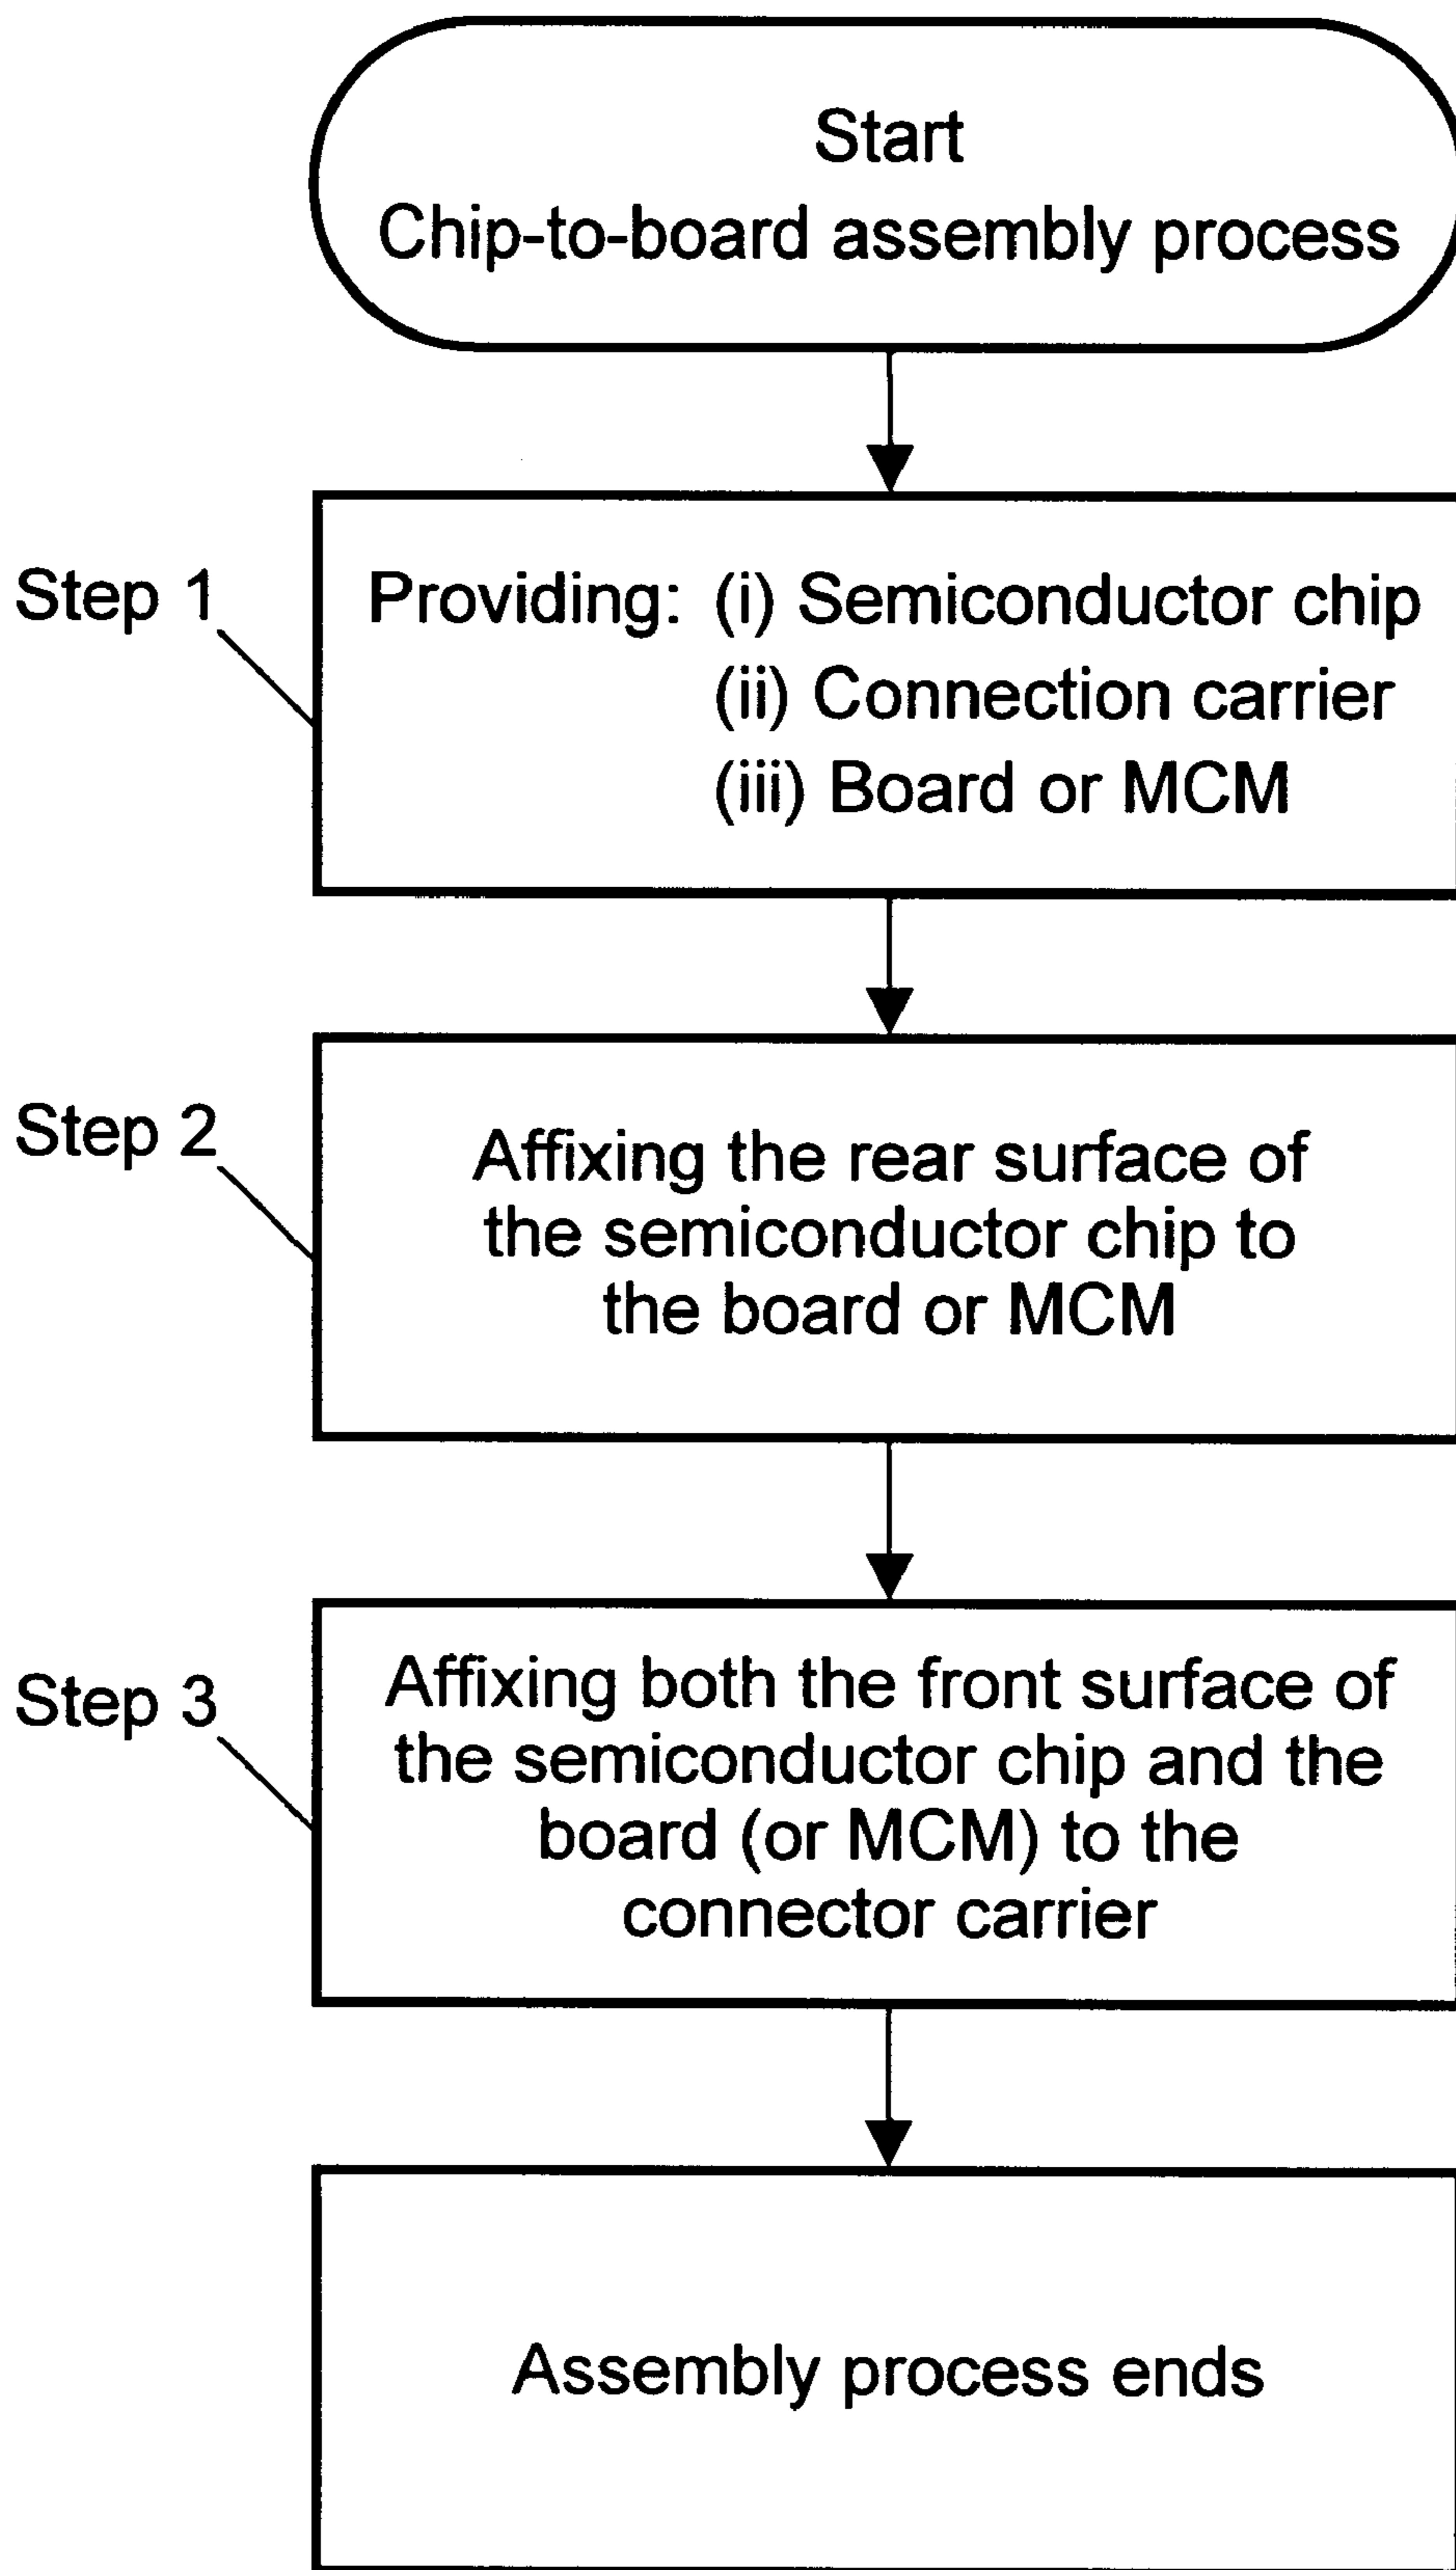 Start
Chip-to-board assembly process
Step 1
Providing: (i) Semiconductor chip
(ii) Connection carrier
(iii) Board or MCM
Step 2
Affixing the rear surface of
the semiconductor chip to
the board or MCM
Step 3
Affixing both the front surface of
the semiconductor chip and the
board (or MCM) to the
connector carrier
Assembly process ends